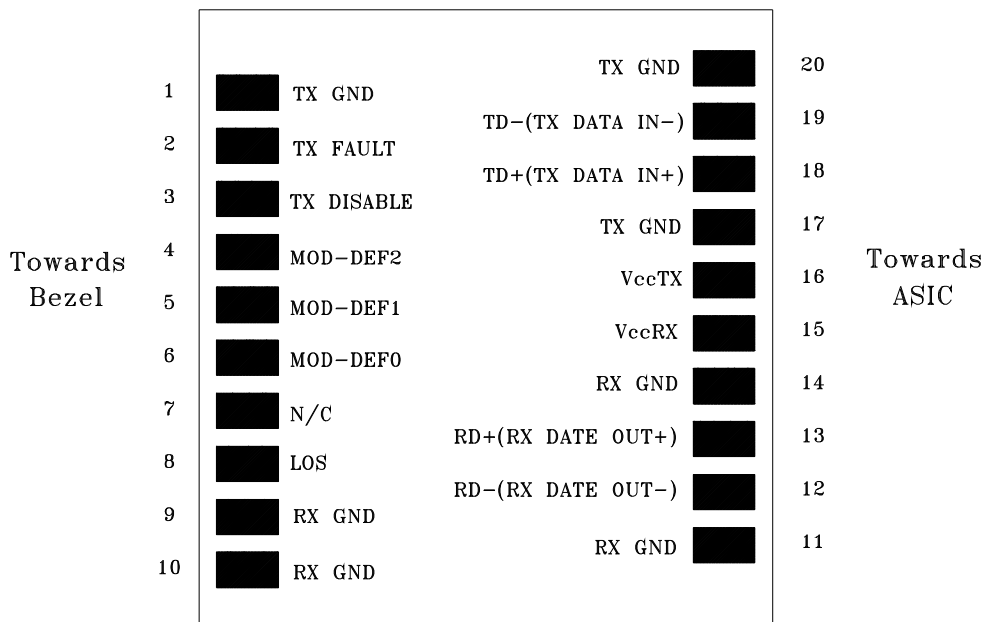 Towards
Bezel
1 TX GND
2 TX FAULT
3 TX DISABLE
4 MOD-DEF2
5 MOD-DEF1
6 MOD-DEF0
7 N/C
8 LOS
9 RX GND
10 RX GND
TX GND 20
TD-(TX DATA IN-) 19
TD+(TX DATA IN+) 18
TX GND 17
VccTX 16
VccRX 15
RX GND 14
RD+(RX DATE OUT+) 13
RD-(RX DATE OUT-) 12
RX GND 11
Towards
ASIC